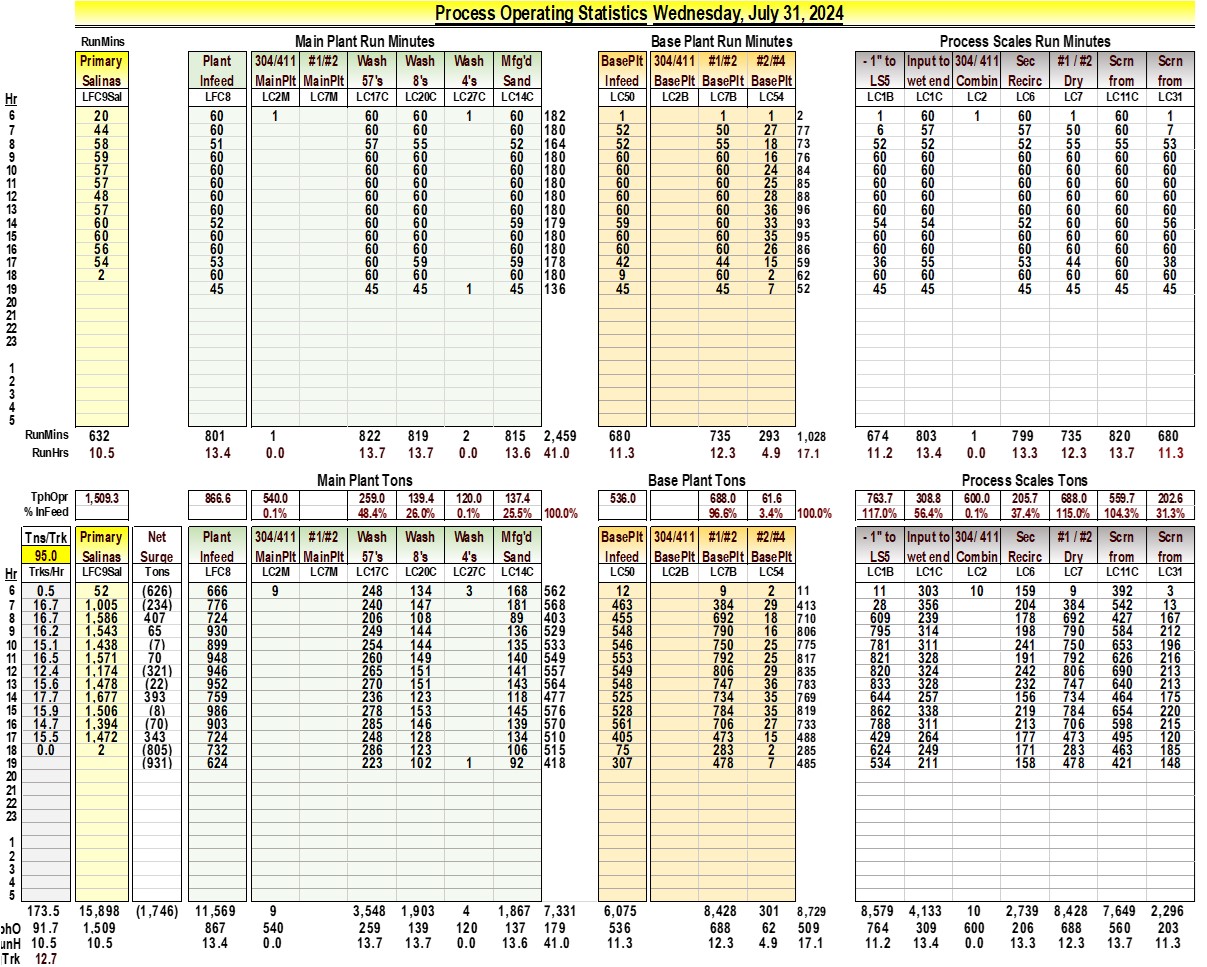 Process Operating Statistics Wednesday, July 31, 2024
RunMins Main Plant Run Minutes Base Plant Run Minutes Process Scales Run Minutes
Primary Plant 304/411 #1/#2 Wash Wash Wash Mfg'd BasePlt 304/411 #1/#2 #2/#4 - 1" to Input to 304/ 411 Sec #1 / #2 Scrn Scrn
Salinas Infeed MainPlt MainPlt 57's 8's 4's Sand Infeed BasePlt BasePlt BasePlt LS5 wet end Combin Recirc Dry from from
Hr LFC9Sal LFC8 LC2M LC7M LC17C LC20C LC27C LC14C LC50 LC2B LC7B LC54 LC1B LC1C LC2 LC6 LC7 LC11C LC31
6 20 60 1 60 60 1 60 182 1 1 1 2 1 60 1 60 1 60 1
7 44 60 60 60 60 180 52 50 27 77 6 57 57 50 60 7
8 58 51 57 55 52 164 52 55 18 73 52 52 52 55 55 53
9 59 60 60 60 60 180 60 60 16 76 60 60 60 60 60 60
10 57 60 60 60 60 180 60 60 24 84 60 60 60 60 60 60
11 57 60 60 60 60 180 60 60 25 85 60 60 60 60 60 60
12 48 60 60 60 60 180 60 60 28 88 60 60 60 60 60 60
13 57 60 60 60 60 180 60 60 36 96 60 60 60 60 60 60
14 60 52 60 60 59 179 59 60 33 93 54 54 52 60 60 56
15 60 60 60 60 60 180 60 60 35 95 60 60 60 60 60 60
16 56 60 60 60 60 180 60 60 26 86 60 60 60 60 60 60
17 54 53 60 59 59 178 42 44 15 59 36 55 53 44 60 38
18 2 60 60 60 60 180 9 60 2 62 60 60 60 60 60 60
19 45 45 45 1 45 136 45 45 7 52 45 45 45 45 45 45
20
21
22
23
1
2
3
4
5
RunMins 632 801 1 822 819 2 815 2,459 680 735 293 1,028 674 803 1 799 735 820 680
RunHrs 10.5 13.4 0.0 13.7 13.7 0.0 13.6 41.0 11.3 12.3 4.9 17.1 11.2 13.4 0.0 13.3 12.3 13.7 11.3
Main Plant Tons Base Plant Tons Process Scales Tons
TphOpr 1,509.3 866.6 540.0 259.0 139.4 120.0 137.4 536.0 688.0 61.6 763.7 308.8 600.0 205.7 688.0 559.7 202.6
% InFeed 0.1% 48.4% 26.0% 0.1% 25.5% 100.0% 96.6% 3.4% 100.0% 117.0% 56.4% 0.1% 37.4% 115.0% 104.3% 31.3%
Tns/Trk Primary Net Plant 304/411 #1/#2 Wash Wash Wash Mfg'd BasePlt 304/411 #1/#2 #2/#4 - 1" to Input to 304/ 411 Sec #1 / #2 Scrn Scrn
95.0 Salinas Surge Infeed MainPlt MainPlt 57's 8's 4's Sand Infeed BasePlt BasePlt BasePlt LS5 wet end Combin Recirc Dry from from
Hr Trks/Hr LFC9Sal Tons LFC8 LC2M LC7M LC17C LC20C LC27C LC14C LC50 LC2B LC7B LC54 LC1B LC1C LC2 LC6 LC7 LC11C LC31
6 0.5 52 (626) 666 9 248 134 3 168 562 12 9 2 11 11 303 10 159 9 392 3
7 16.7 1,005 (234) 776 240 147 181 568 463 384 29 413 28 356 204 384 542 13
8 16.7 1,586 407 724 206 108 89 403 455 692 18 710 609 239 178 692 427 167
9 16.2 1,543 65 930 249 144 136 529 548 790 16 806 795 314 198 790 584 212
10 15.1 1,438 (7) 899 254 144 135 533 546 750 25 775 781 311 241 750 653 196
11 16.5 1,571 70 948 260 149 140 549 553 792 25 817 821 328 191 792 626 216
12 12.4 1,174 (321) 946 265 151 141 557 549 806 29 835 820 324 242 806 690 213
13 15.6 1,478 (22) 952 270 151 143 564 548 747 36 783 833 328 232 747 640 213
14 17.7 1,677 393 759 236 123 118 477 525 734 35 769 644 257 156 734 464 175
15 15.9 1,506 (8) 986 278 153 145 576 528 784 35 819 862 338 219 784 654 220
16 14.7 1,394 (70) 903 285 146 139 570 561 706 27 733 788 311 213 706 598 215
17 15.5 1,472 343 724 248 128 134 510 405 473 15 488 429 264 177 473 495 120
18 0.0 2 (805) 732 286 123 106 515 75 283 2 285 624 249 171 283 463 185
19 (931) 624 223 102 1 92 418 307 478 7 485 534 211 158 478 421 148
20
21
22
23
1
2
3
4
5
173.5 15,898 (1,746) 11,569 9 3,548 1,903 4 1,867 7,331 6,075 8,428 301 8,729 8,579 4,133 10 2,739 8,428 7,649 2,296
phO 91.7 1,509 867 540 259 139 120 137 179 536 688 62 509 764 309 600 206 688 560 203
unH 10.5 10.5 13.4 0.0 13.7 13.7 0.0 13.6 41.0 11.3 12.3 4.9 17.1 11.2 13.4 0.0 13.3 12.3 13.7 11.3
Trk 12.7